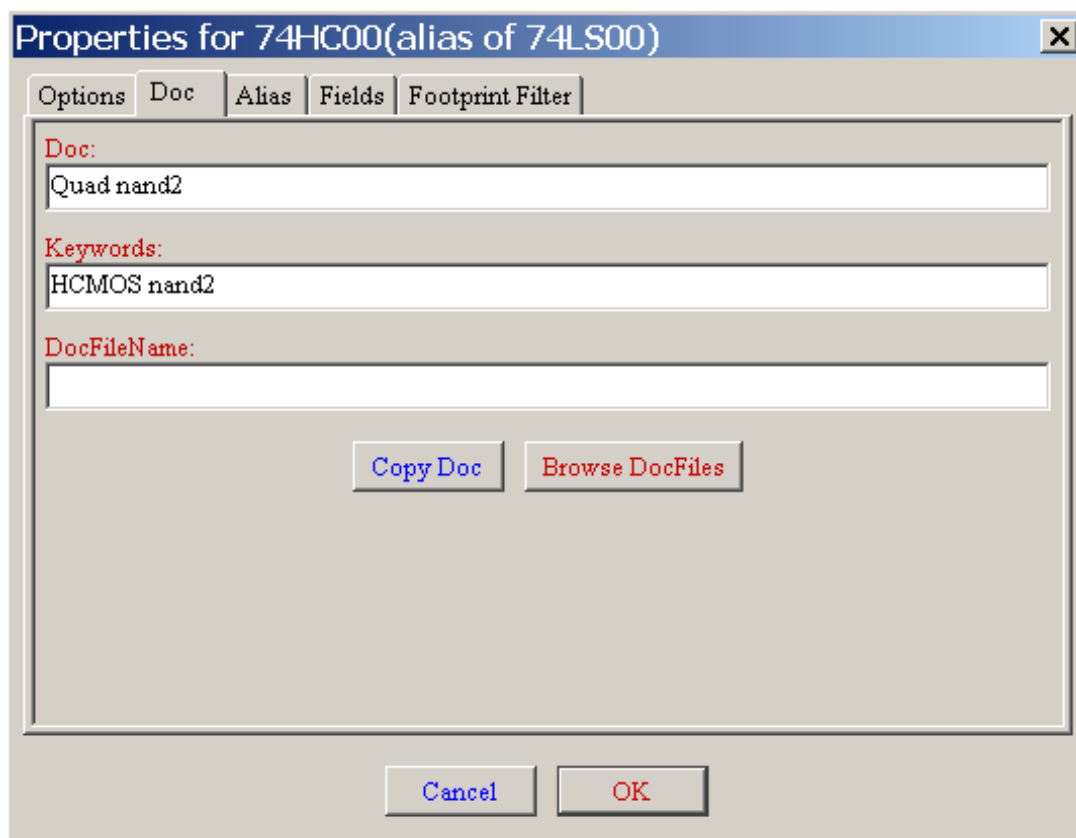 Properties for 74HC00(alias of 74LS00)
Options Doc Alias Fields Footprint Filter
Doc:
Quad nand2
Keywords:
HCMOS nand2
DocFileName:
Copy Doc Browse DocFiles
Cancel OK